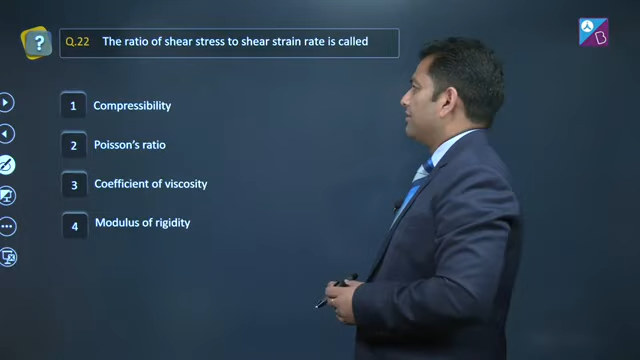 ?
Q.22 The ratio of shear stress to shear strain rate is called
1 Compressibility
2 Poisson's ratio
3 Coefficient of viscosity
4 Modulus of rigidity
B